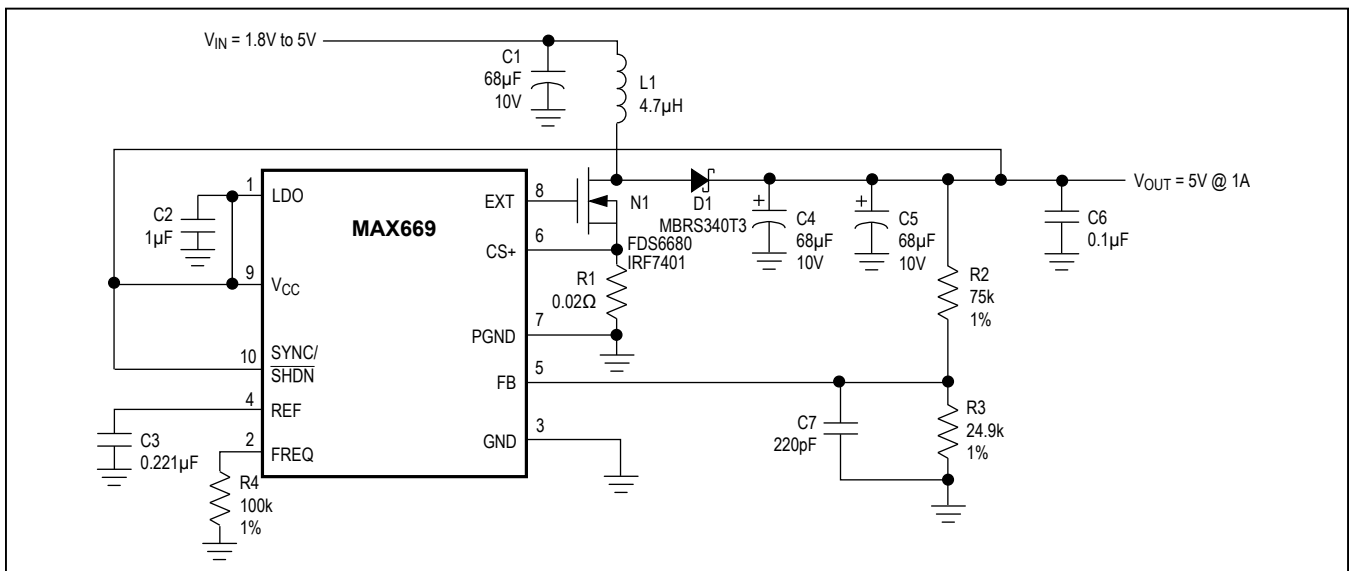 V_IN = 1.8V to 5V
C1
68µF
10V
L1
4.7µH
1
LDO
C2
1µF
MAX669
EXT
8
N1
D1
MBRS340T3
FDS6680
IRF7401
CS+
6
R1
0.02Ω
C4
68µF
10V
+
C5
68µF
10V
+
C6
0.1µF
V_OUT = 5V @ 1A
9
V_CC
R2
75k
1%
PGND
7
10
SYNC/
SHDN
FB
5
4
REF
C3
0.221µF
C7
220pF
R3
24.9k
1%
2
FREQ
GND
3
R4
100k
1%